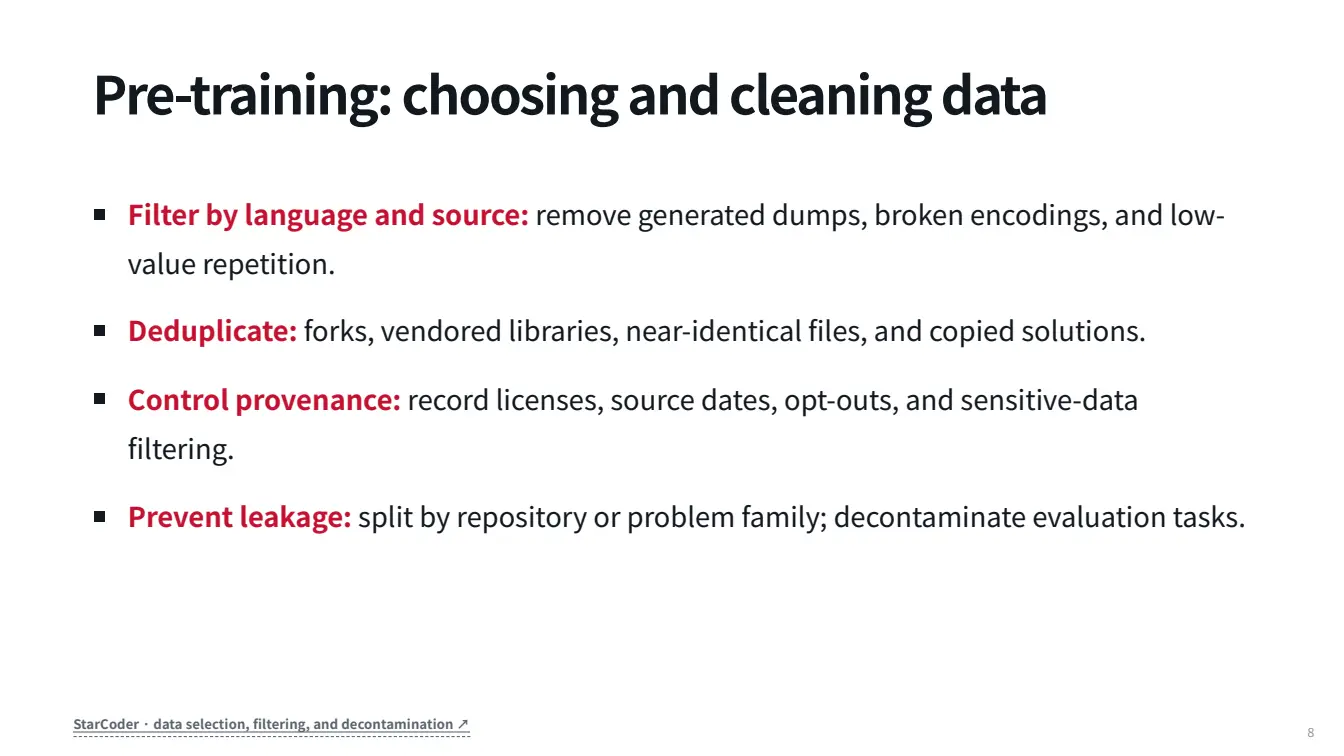 Pre-training: choosing and cleaning data
▪ Filter by language and source: remove generated dumps, broken encodings, and low-
value repetition.
▪ Deduplicate: forks, vendored libraries, near-identical files, and copied solutions.
▪ Control provenance: record licenses, source dates, opt-outs, and sensitive-data
filtering.
▪ Prevent leakage: split by repository or problem family; decontaminate evaluation tasks.
StarCoder · data selection, filtering, and decontamination ↗
8